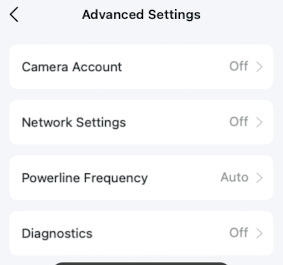 Advanced Settings
Camera Account Off
Network Settings Off
Powerline Frequency Auto
Diagnostics Off